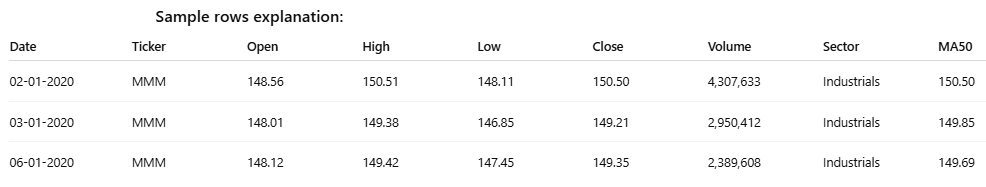 Sample rows explanation:
Date Ticker Open High Low Close Volume Sector MA50
02-01-2020 MMM 148.56 150.51 148.11 150.50 4,307,633 Industrials 150.50
03-01-2020 MMM 148.01 149.38 146.85 149.21 2,950,412 Industrials 149.85
06-01-2020 MMM 148.12 149.42 147.45 149.35 2,389,608 Industrials 149.69